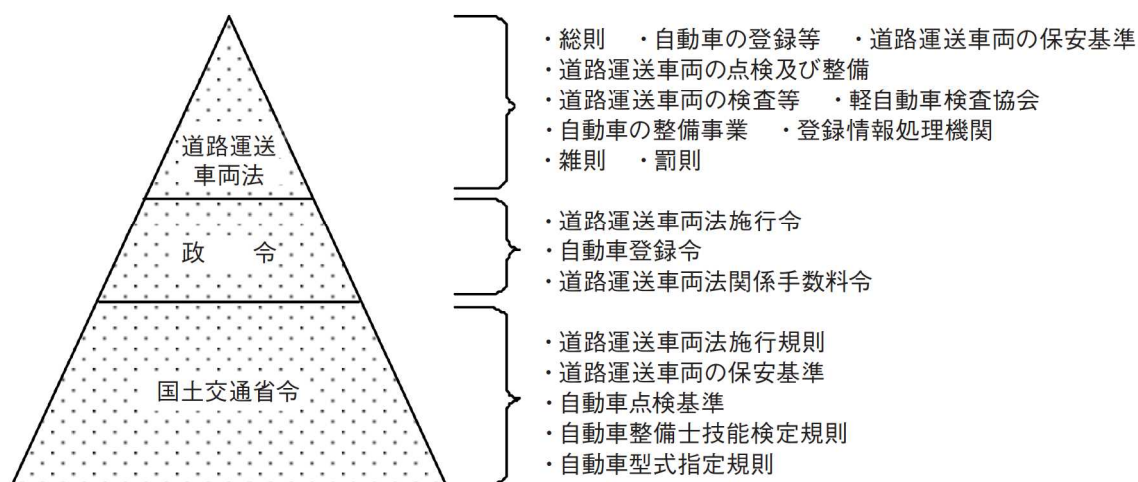 道路運送
車両法
・総則　・自動車の登録等　・道路運送車両の保安基準
・道路運送車両の点検及び整備
・道路運送車両の検査等　・軽自動車検査協会
・自動車の整備事業　・登録情報処理機関
・雑則　・罰則
政　　令
・道路運送車両法施行令
・自動車登録令
・道路運送車両法関係手数料令
国土交通省令
・道路運送車両法施行規則
・道路運送車両の保安基準
・自動車点検基準
・自動車整備士技能検定規則
・自動車型式指定規則